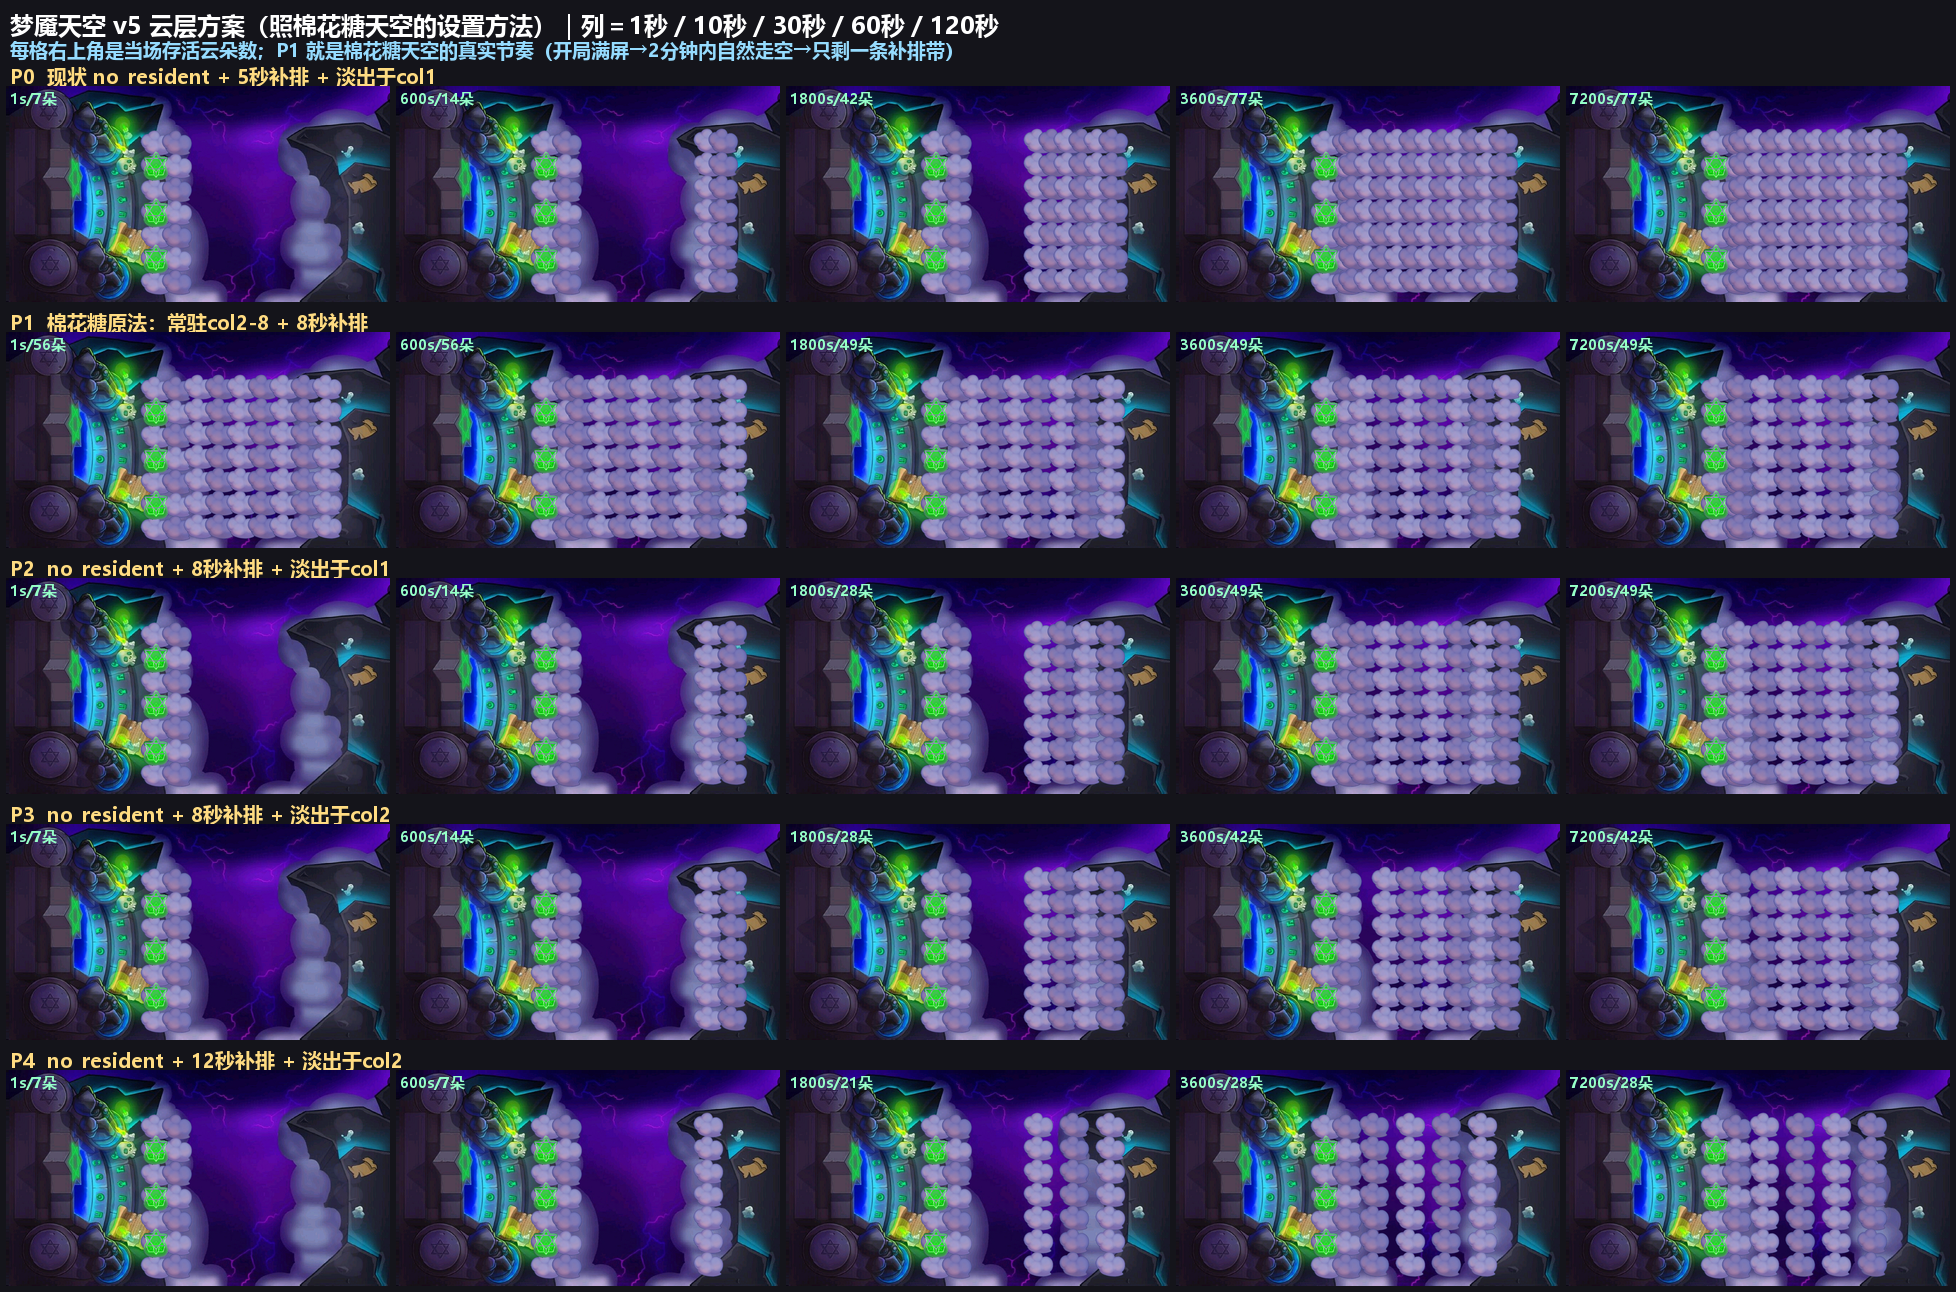 梦魇天空 v5 云层方案（照棉花糖天空的设置方法）｜列＝1秒 / 10秒 / 30秒 / 60秒 / 120秒
每格右上角是当场存活云朵数；P1 就是棉花糖天空的真实节奏（开局满屏→2分钟内自然走空→只剩一条补排带）
P0 现状 no resident + 5秒补排 + 淡出于col1
1s/7朵 600s/14朵 1800s/42朵 3600s/77朵 7200s/77朵
P1 棉花糖原法：常驻col2-8 + 8秒补排
1s/56朵 600s/56朵 1800s/49朵 3600s/49朵 7200s/49朵
P2 no resident + 8秒补排 + 淡出于col1
1s/7朵 600s/14朵 1800s/28朵 3600s/49朵 7200s/49朵
P3 no resident + 8秒补排 + 淡出于col2
1s/7朵 600s/14朵 1800s/28朵 3600s/42朵 7200s/42朵
P4 no resident + 12秒补排 + 淡出于col2
1s/7朵 600s/7朵 1800s/21朵 3600s/28朵 7200s/28朵